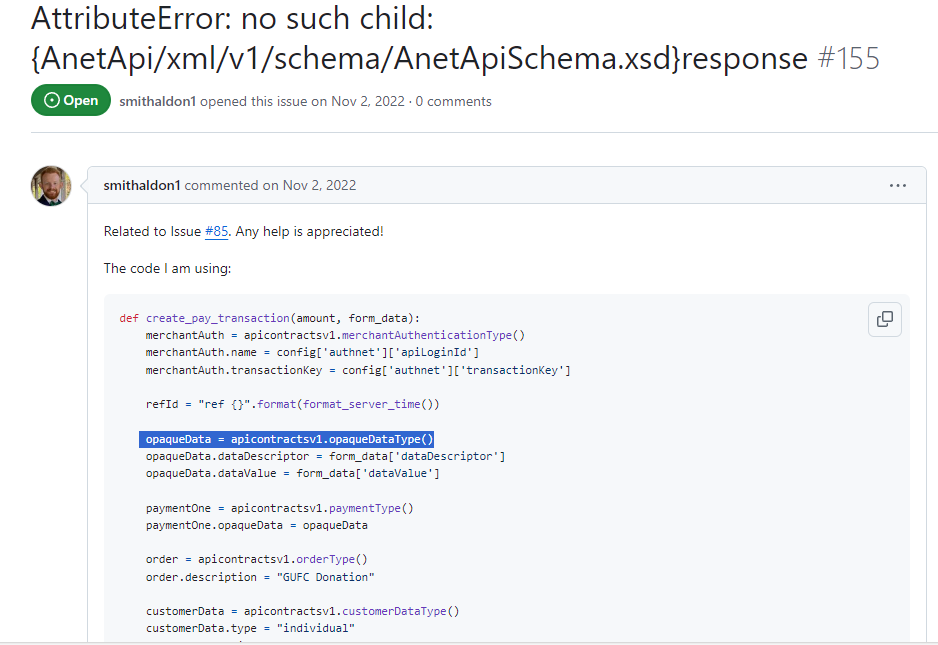 AttributeError: no such child:
{AnetApi/xml/v1/schema/AnetApiSchema.xsd}response #155
Open smithaldon1 opened this issue on Nov 2, 2022 · 0 comments
smithaldon1 commented on Nov 2, 2022 ···
Related to Issue #85. Any help is appreciated!
The code I am using:
def create_pay_transaction(amount, form_data):
merchantAuth = apicontractsv1.merchantAuthenticationType()
merchantAuth.name = config['authnet']['apiLoginId']
merchantAuth.transactionKey = config['authnet']['transactionKey']
refId = "ref {}".format(format_server_time())
opaqueData = apicontractsv1.opaqueDataType()
opaqueData.dataDescriptor = form_data['dataDescriptor']
opaqueData.dataValue = form_data['dataValue']
paymentOne = apicontractsv1.paymentType()
paymentOne.opaqueData = opaqueData
order = apicontractsv1.orderType()
order.description = "GUFC Donation"
customerData = apicontractsv1.customerDataType()
customerData.type = "individual"